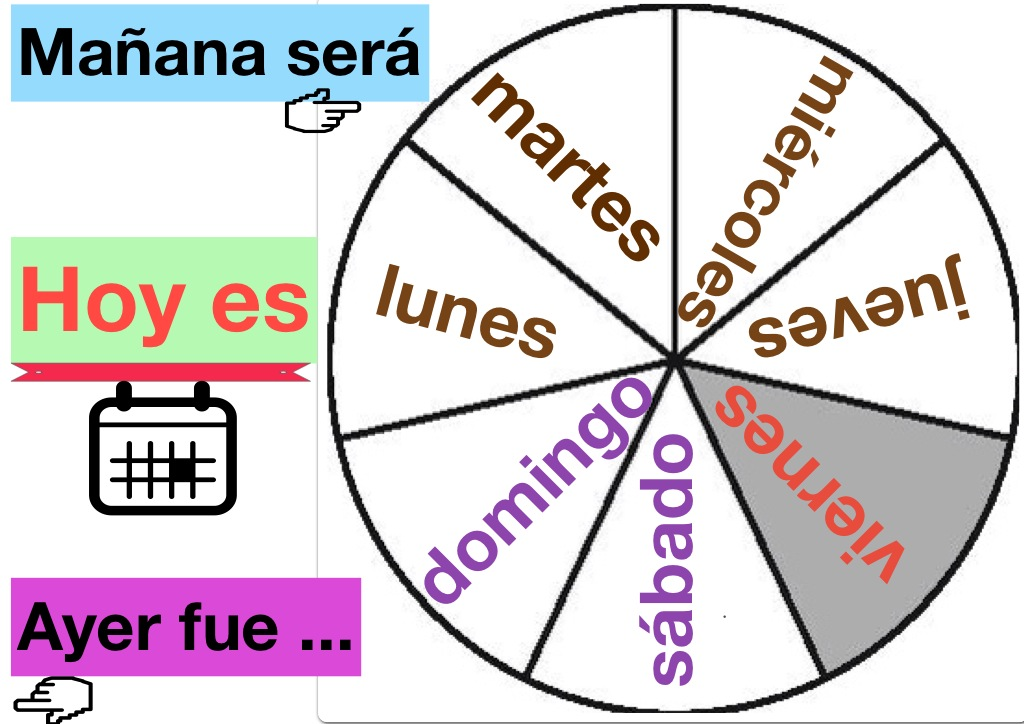 Mañana será
Hoy es
Ayer fue ...
lunes
martes
miércoles
jueves
viernes
sábado
domingo